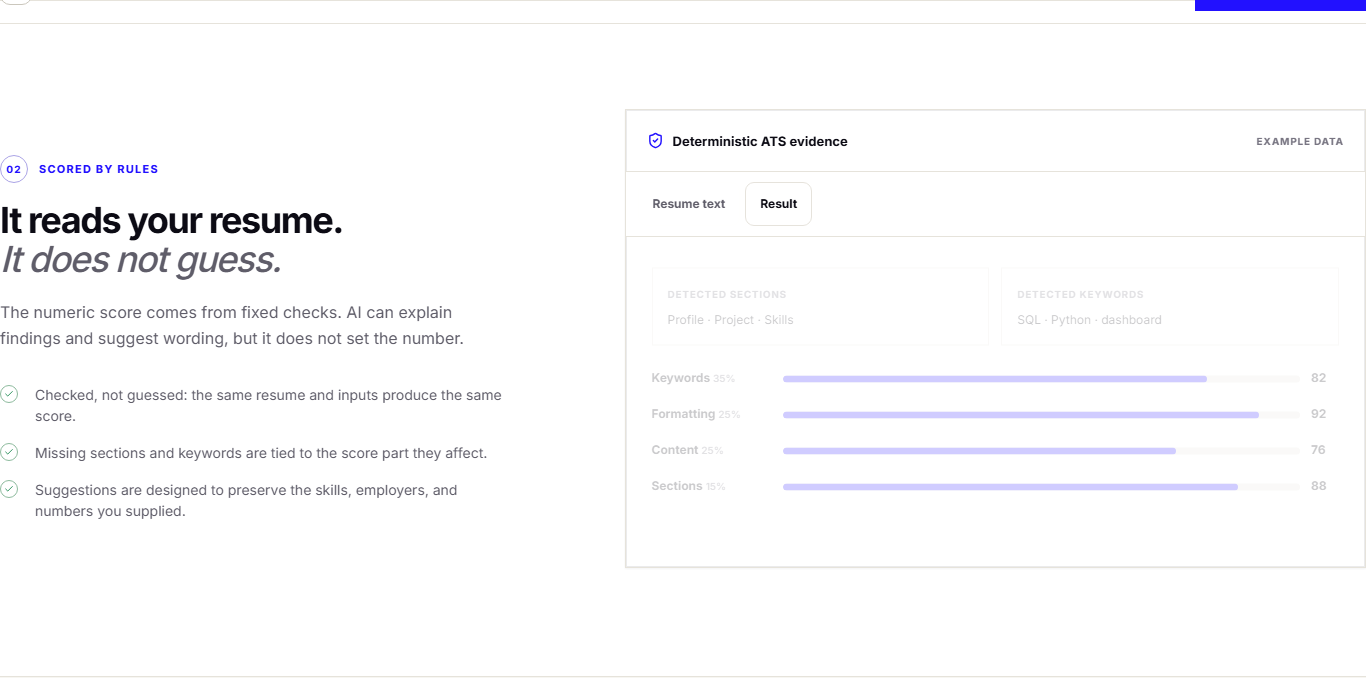 02 SCORED BY RULES
It reads your resume.
It does not guess.
The numeric score comes from fixed checks. AI can explain
findings and suggest wording, but it does not set the number.
Checked, not guessed: the same resume and inputs produce the same
score.
Missing sections and keywords are tied to the score part they affect.
Suggestions are designed to preserve the skills, employers, and
numbers you supplied.
Deterministic ATS evidence
EXAMPLE DATA
Resume text
Result
DETECTED SECTIONS
Profile · Project · Skills
DETECTED KEYWORDS
SQL · Python · dashboard
Keywords 35% 82
Formatting 25% 92
Content 25% 76
Sections 15% 88